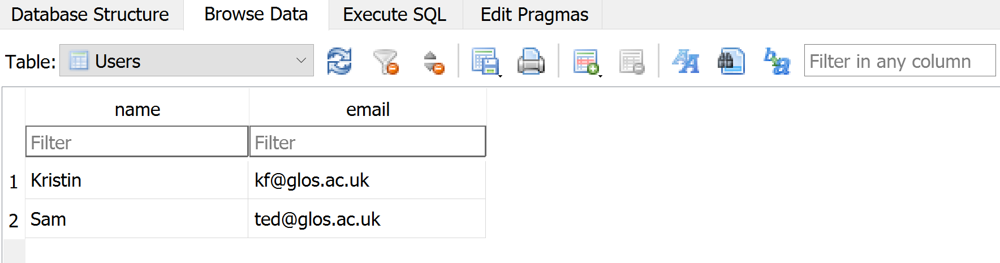 Database Structure Browse Data Execute SQL Edit Pragmas
Table: Users Filter in any column
name email
Filter Filter
1 Kristin kf@glos.ac.uk
2 Sam ted@glos.ac.uk